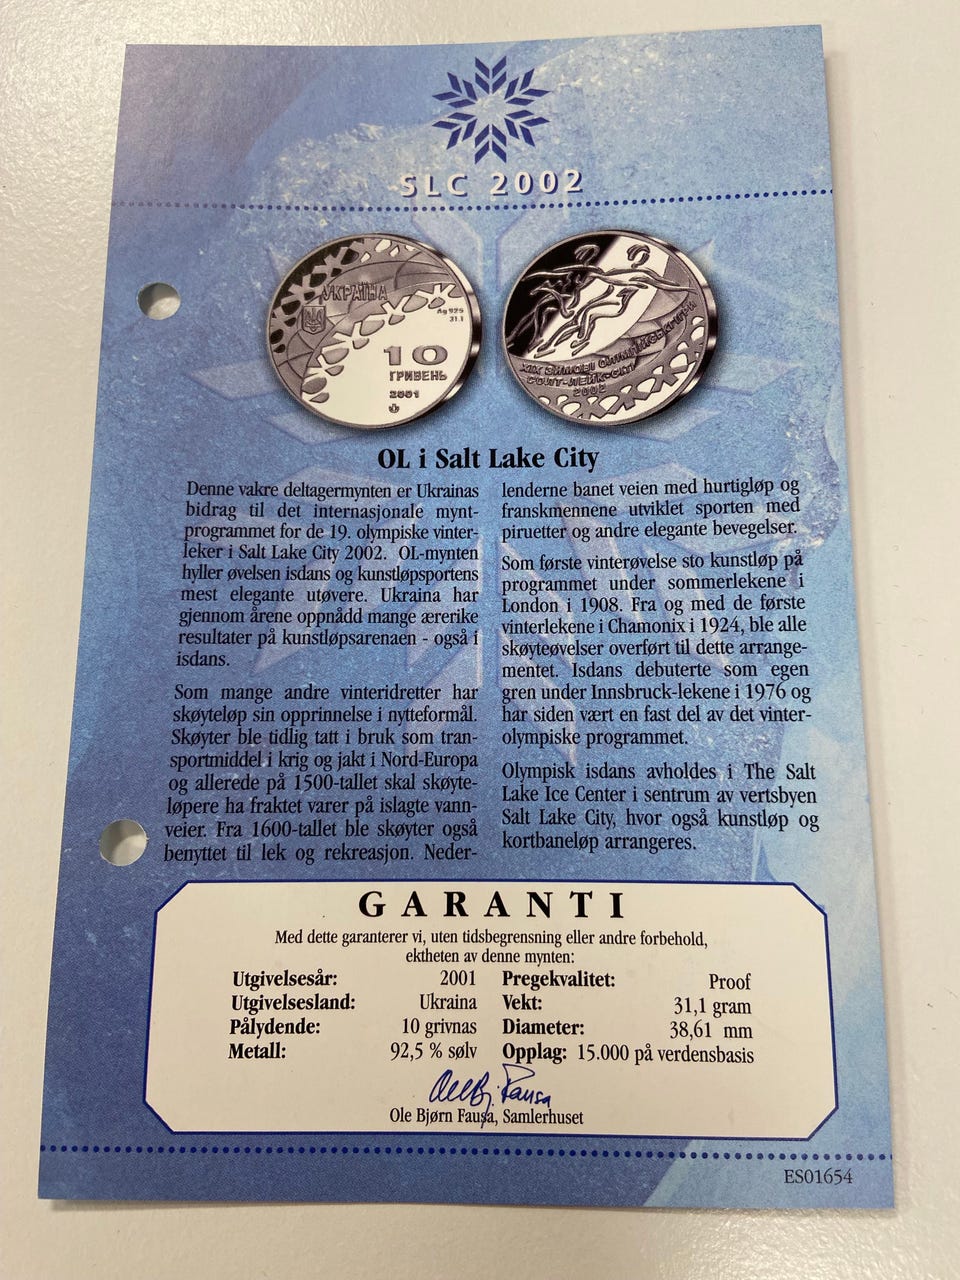 SLC 2002
УКРАЇНА
Ag 925
31.1
10
ГРИВЕНЬ
2001
XIX ЗИМОВІ ОЛІМПІЙСЬКІ ІГРИ
СОЛТ-ЛЕЙК-СІТІ
2002
OL i Salt Lake City
Denne vakre deltagermynten er Ukrainas
bidrag til det internasjonale mynt-
programmet for de 19. olympiske vinter-
leker i Salt Lake City 2002. OL-mynten
hyller øvelsen isdans og kunstløpsportens
mest elegante utøvere. Ukraina har
gjennom årene oppnådd mange ærerike
resultater på kunstløpsarenaen - også i
isdans.
Som mange andre vinteridretter har
skøyteløp sin opprinnelse i nytteformål.
Skøyter ble tidlig tatt i bruk som tran-
sportmiddel i krig og jakt i Nord-Europa
og allerede på 1500-tallet skal skøyte-
løpere ha fraktet varer på islagte vann-
veier. Fra 1600-tallet ble skøyter også
benyttet til lek og rekreasjon. Neder-
lenderne banet veien med hurtigløp og
franskmennene utviklet sporten med
piruetter og andre elegante bevegelser.
Som første vinterøvelse sto kunstløp på
programmet under sommerlekene i
London i 1908. Fra og med de første
vinterlekene i Chamonix i 1924, ble alle
skøyteøvelser overført til dette arrange-
mentet. Isdans debuterte som egen
gren under Innsbruck-lekene i 1976 og
har siden vært en fast del av det vinter-
olympiske programmet.
Olympisk isdans avholdes i The Salt
Lake Ice Center i sentrum av vertsbyen
Salt Lake City, hvor også kunstløp og
kortbaneløp arrangeres.
GARANTI
Med dette garanterer vi, uten tidsbegrensning eller andre forbehold,
ektheten av denne mynten:
Utgivelsesår: 2001 Pregekvalitet: Proof
Utgivelsesland: Ukraina Vekt: 31,1 gram
Pålydende: 10 grivnas Diameter: 38,61 mm
Metall: 92,5 % sølv Opplag: 15.000 på verdensbasis
Ole Bj. Fausa
Ole Bjørn Fausa, Samlerhuset
ES01654